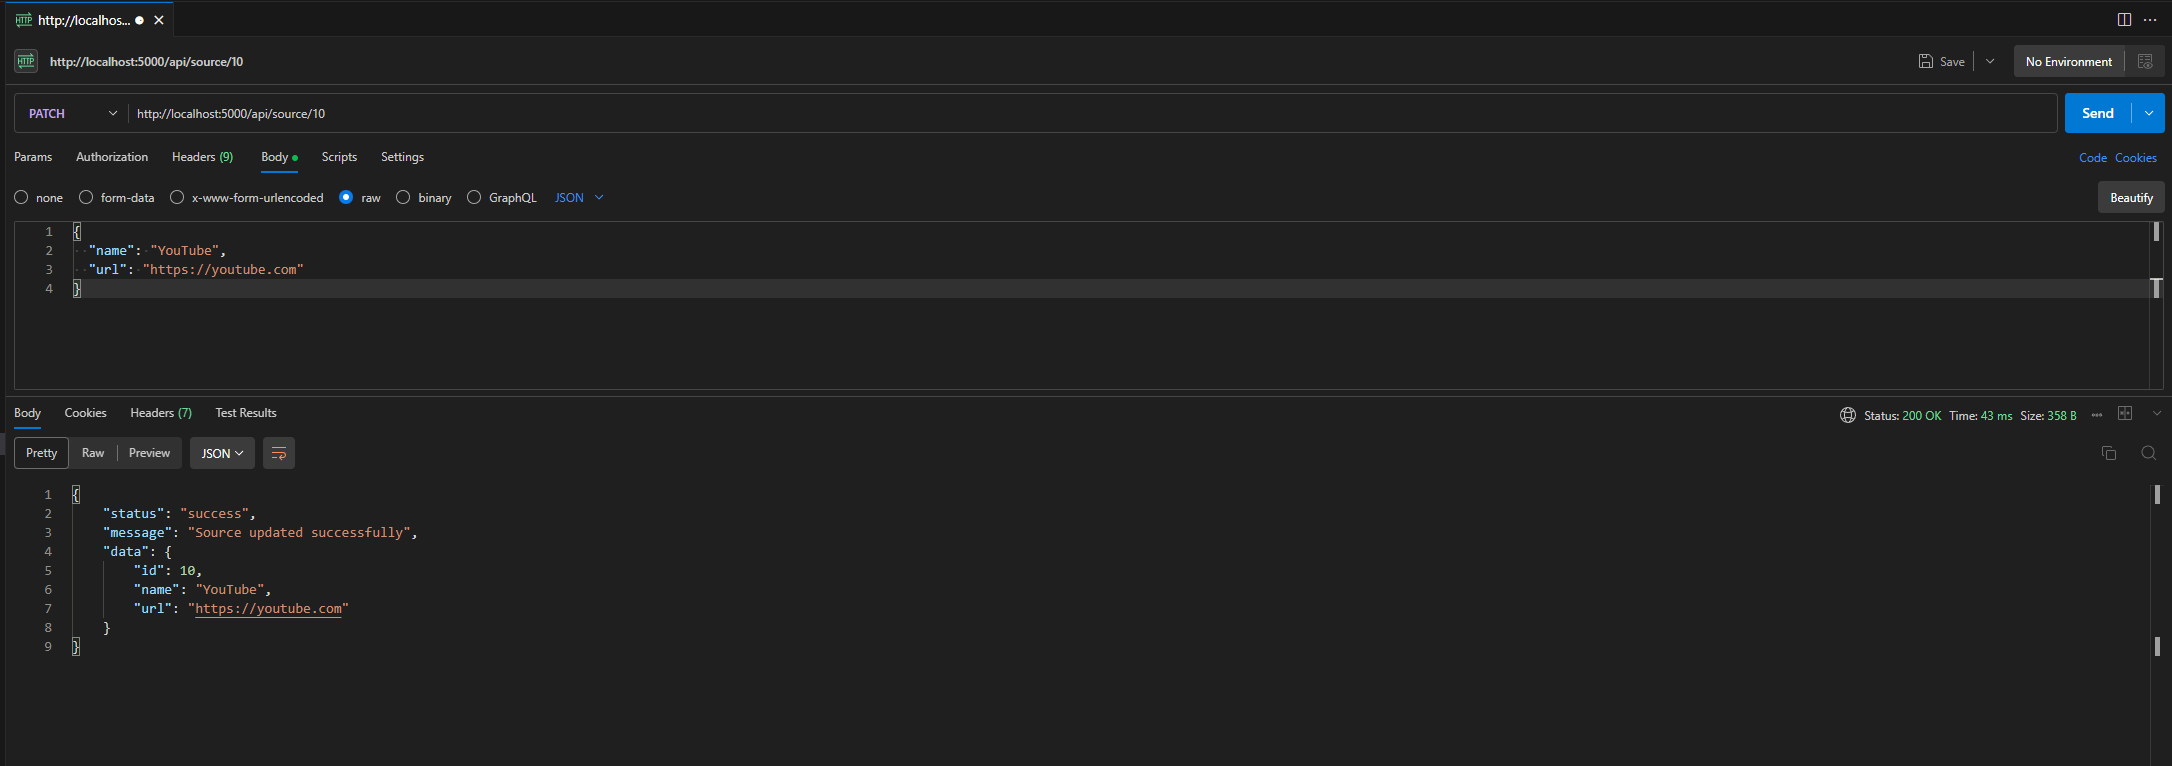 http://localhos...
HTTP http://localhost:5000/api/source/10 Save No Environment
PATCH http://localhost:5000/api/source/10 Send
Params Authorization Headers (9) Body Scripts Settings Code Cookies
none form-data x-www-form-urlencoded raw binary GraphQL JSON Beautify
1 {
2 "name": "YouTube",
3 "url": "https://youtube.com"
4 }
Body Cookies Headers (7) Test Results Status: 200 OK Time: 43 ms Size: 358 B
Pretty Raw Preview JSON
1 {
2 "status": "success",
3 "message": "Source updated successfully",
4 "data": {
5 "id": 10,
6 "name": "YouTube",
7 "url": "https://youtube.com"
8 }
9 }